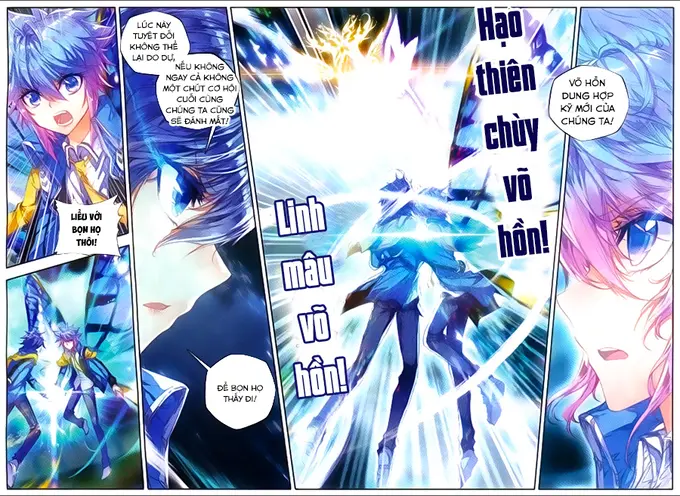 LIỀU VỚI
BỌN HỌ
THÔI!
LÚC NÀY
TUYỆT ĐỐI
KHÔNG THỂ
LẠI DO DỰ,
NẾU KHÔNG
NGAY CẢ KHÔNG
MỘT CHÚT CƠ HỘI
CUỐI CÙNG
CHÚNG TA CŨNG
SẼ ĐÁNH MẤT!
ĐỂ BỌN HỌ
THẤY ĐI!
Linh
mâu
võ
hồn!
Hạo
thiên
chùy
võ
hồn!
VÕ HỒN
DUNG HỢP
KỸ MỚI CỦA
CHÚNG TA!